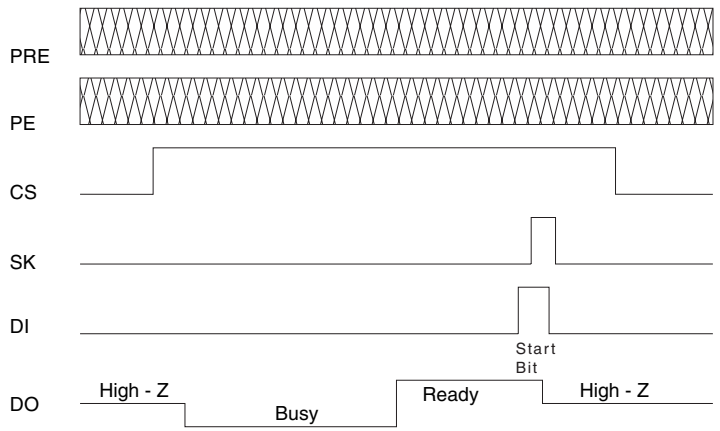 PRE
PE
CS
SK
DI
Start
Bit
High - Z
Ready
High - Z
DO
Busy